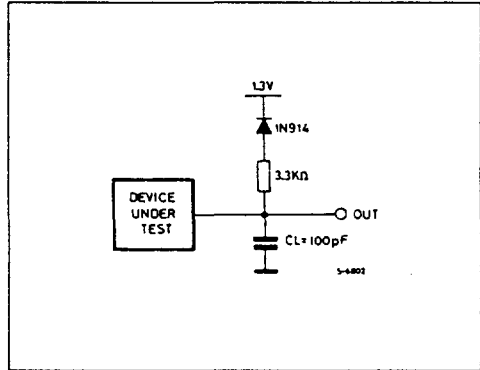 1.3V
1N914
3.3KΩ
DEVICE
UNDER
TEST
OUT
CL=100pF
S-6802